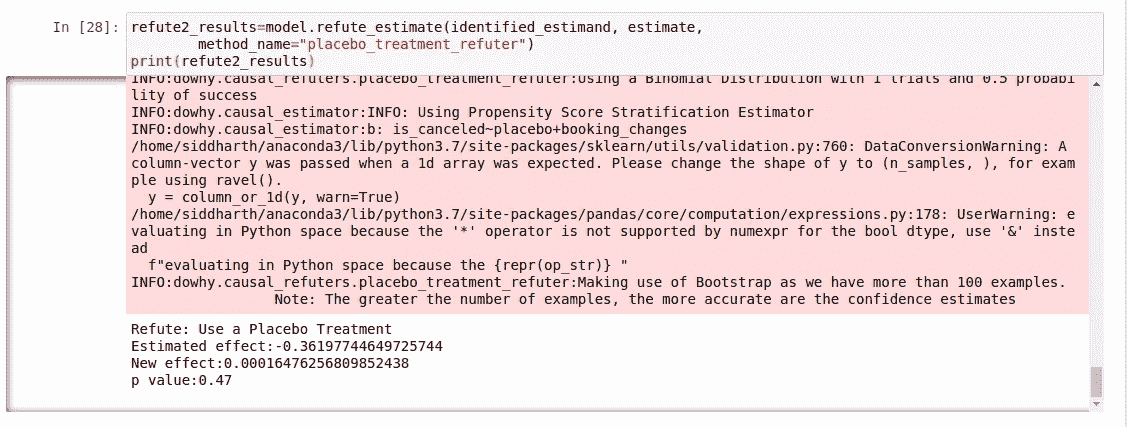 In [28]: refute2_results=model.refute_estimate(identified_estimand, estimate,
method_name="placebo_treatment_refuter")
print(refute2_results)
INFO:dowhy.causal_refuters.placebo_treatment_refuter:Using a Binomial Distribution with 1 trials and 0.5 probabi
lity of success
INFO:dowhy.causal_estimator:INFO: Using Propensity Score Stratification Estimator
INFO:dowhy.causal_estimator:b: is_canceled~placebo+booking_changes
/home/siddharth/anaconda3/lib/python3.7/site-packages/sklearn/utils/validation.py:760: DataConversionWarning: A
column-vector y was passed when a 1d array was expected. Please change the shape of y to (n_samples, ), for exam
ple using ravel().
y = column_or_1d(y, warn=True)
/home/siddharth/anaconda3/lib/python3.7/site-packages/pandas/core/computation/expressions.py:178: UserWarning: e
valuating in Python space because the '*' operator is not supported by numexpr for the bool dtype, use '&' inste
ad
f"evaluating in Python space because the {repr(op_str)} "
INFO:dowhy.causal_refuters.placebo_treatment_refuter:Making use of Bootstrap as we have more than 100 examples.
Note: The greater the number of examples, the more accurate are the confidence estimates
Refute: Use a Placebo Treatment
Estimated effect:-0.36197744649725744
New effect:0.00016476256809852438
p value:0.47